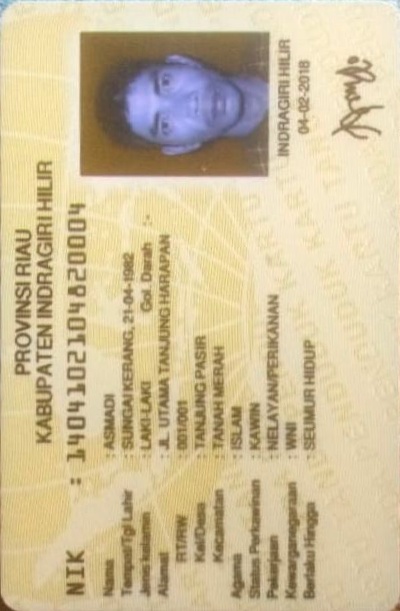 PROVINSI RIAU
KABUPATEN INDRAGIRI HILIR
NIK : 1404102104820004
Nama : ASMADI
Tempat/Tgl Lahir : SUNGAI KERANG, 21-04-1982
Jenis kelamin : LAKI-LAKI Gol. Darah :-
Alamat : JL UTAMA TANJUNG HARAPAN
RT/RW : 001/001
Kel/Desa : TANJUNG PASIR
Kecamatan : TANAH MERAH
Agama : ISLAM
Status Perkawinan : KAWIN
Pekerjaan : NELAYAN/PERIKANAN
Kewarganegaraan : WNI
Berlaku Hingga : SEUMUR HIDUP
INDRAGIRI HILIR
04-02-2018